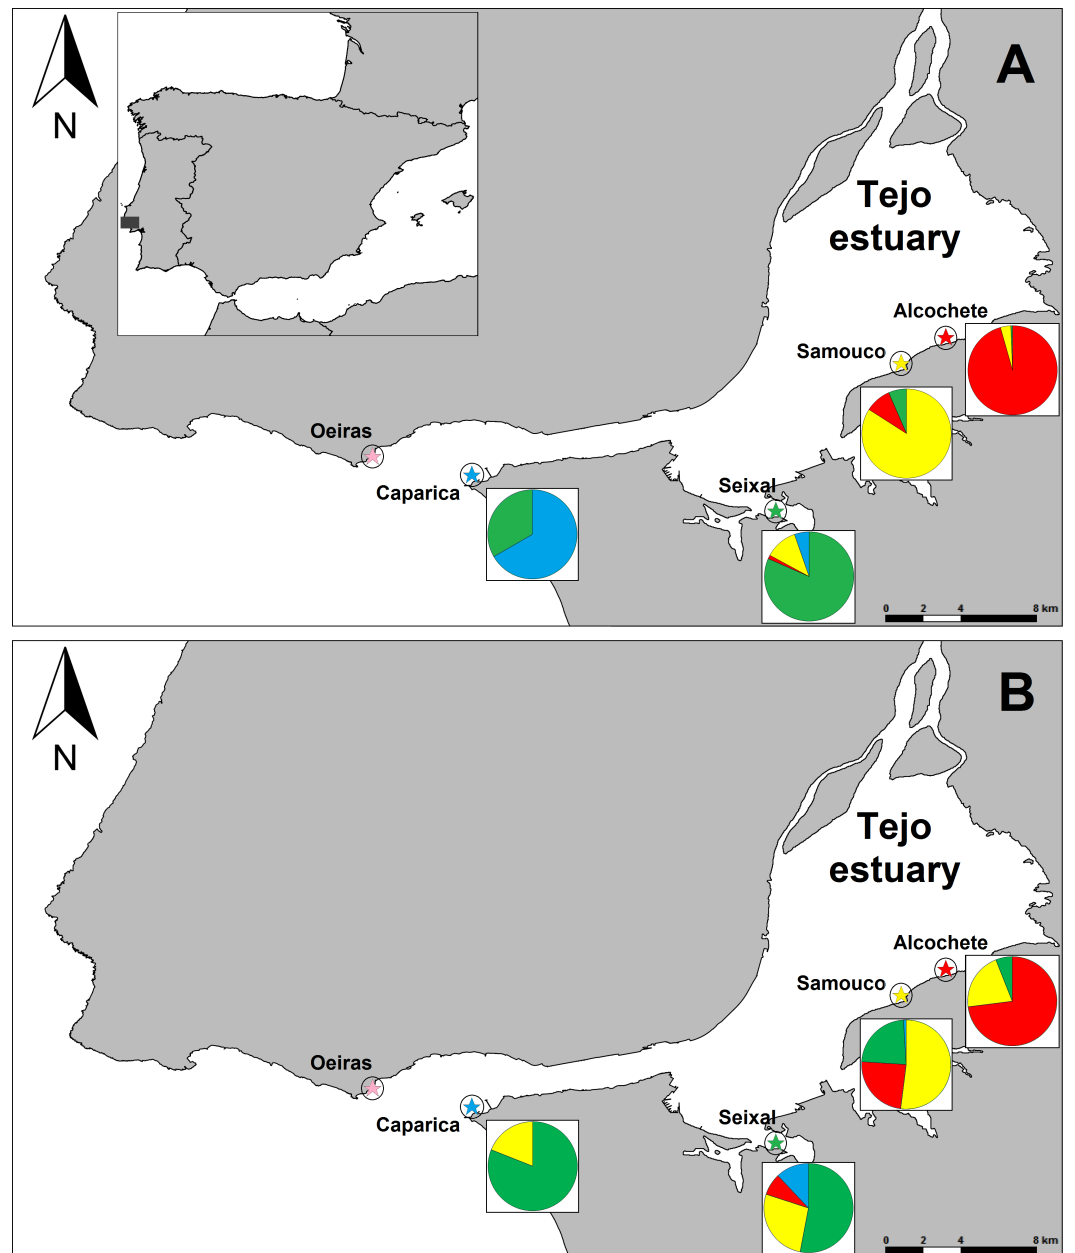 A
N
Tejo
estuary
Alcochete
Samouco
Oeiras
Caparica
Seixal
0 2 4 8 km
B
N
Tejo
estuary
Alcochete
Samouco
Oeiras
Caparica
Seixal
0 2 4 8 km